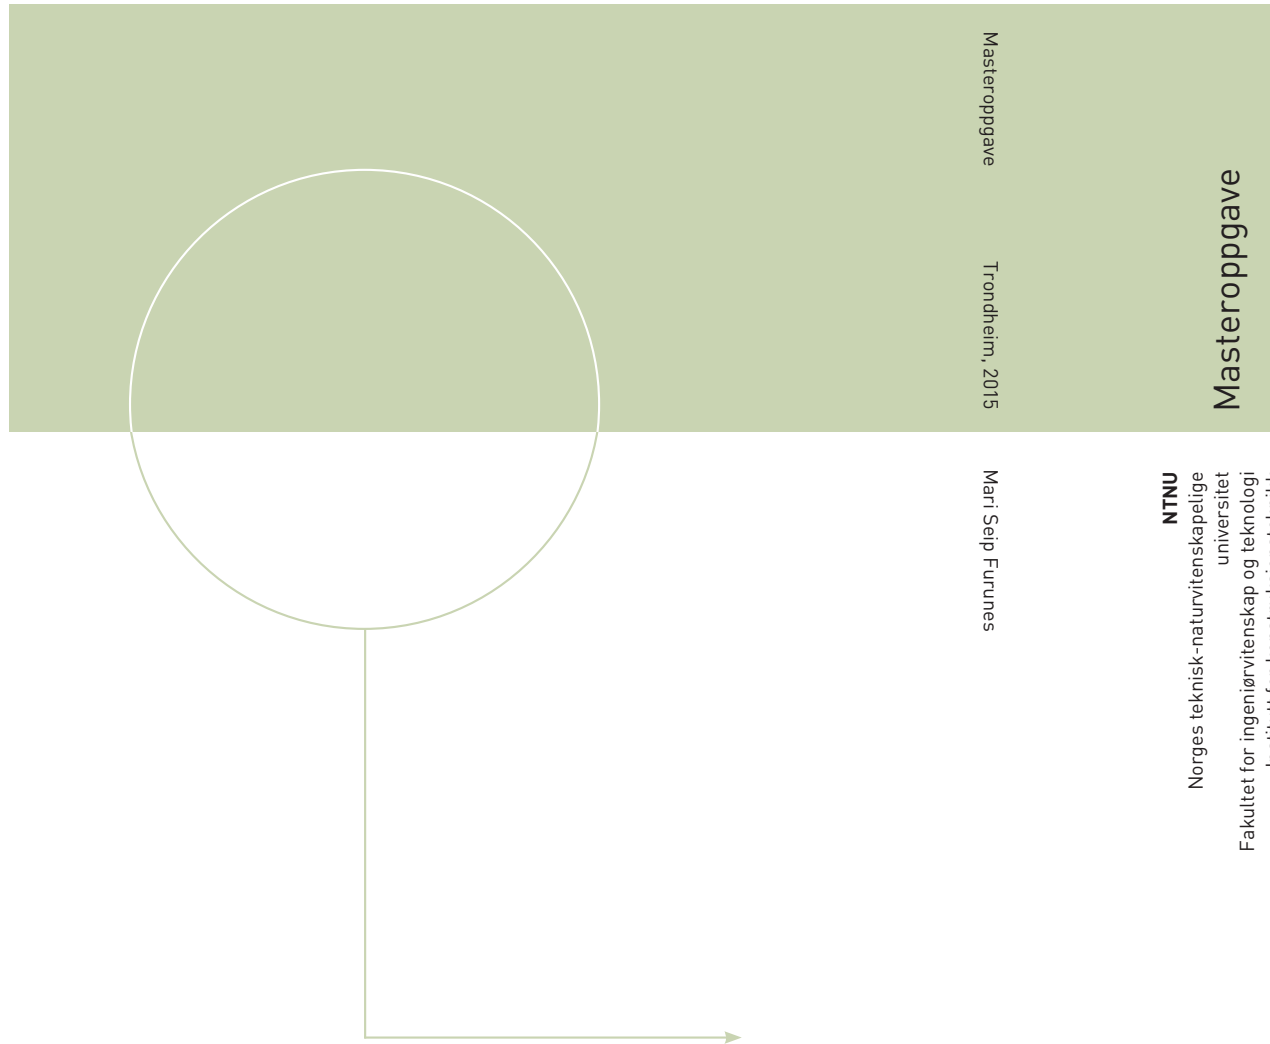 Masteroppgave
Trondheim, 2015
Mari Seip Furunes
Masteroppgave
NTNU
Norges teknisk-naturvitenskapelige
universitet
Fakultet for ingeniørvitenskap og teknologi